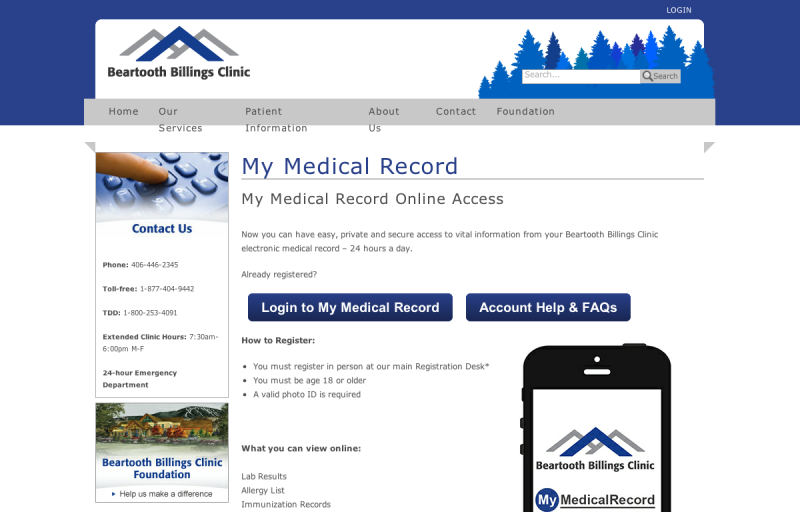 LOGIN
Beartooth Billings Clinic
Search...
Search
Home
Our Services
Patient Information
About Us
Contact
Foundation
Contact Us
Phone: 406-446-2345
Toll-free: 1-877-404-9442
TDD: 1-800-253-4091
Extended Clinic Hours: 7:30am-
6:00pm M-F
24-hour Emergency
Department
Beartooth Billings Clinic
Foundation
Help us make a difference
My Medical Record
My Medical Record Online Access
Now you can have easy, private and secure access to vital information from your Beartooth Billings Clinic
electronic medical record – 24 hours a day.
Already registered?
Login to My Medical Record
Account Help & FAQs
How to Register:
You must register in person at our main Registration Desk*
You must be age 18 or older
A valid photo ID is required
What you can view online:
Lab Results
Allergy List
Immunization Records
Beartooth Billings Clinic
My MedicalRecord